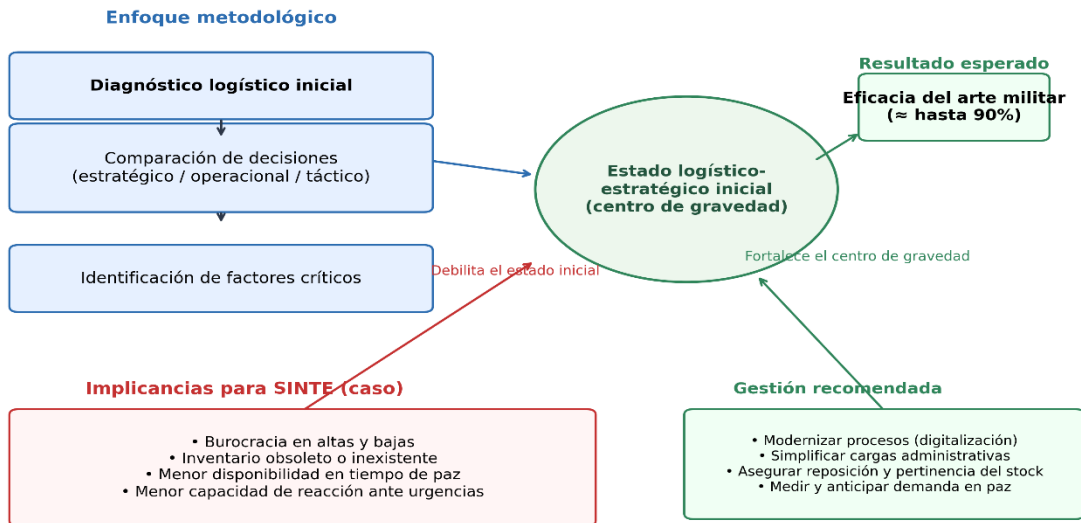 Enfoque metodológico
Diagnóstico logístico inicial
Comparación de decisiones
(estratégico / operacional / táctico)
Identificación de factores críticos
Estado logístico-
estratégico inicial
(centro de gravedad)
Resultado esperado
Eficacia del arte militar
(≈ hasta 90%)
Debilita el estado inicial
Fortalece el centro de gravedad
Implicancias para SINTE (caso)
• Burocracia en altas y bajas
• Inventario obsoleto o inexistente
• Menor disponibilidad en tiempo de paz
• Menor capacidad de reacción ante urgencias
Gestión recomendada
• Modernizar procesos (digitalización)
• Simplificar cargas administrativas
• Asegurar reposición y pertinencia del stock
• Medir y anticipar demanda en paz